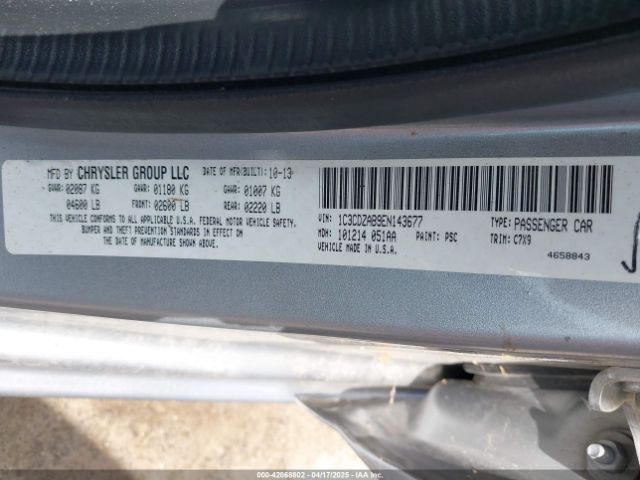 MFD BY CHRYSLER GROUP LLC DATE OF MFR(BUILT): 10-13
GVWR: 02087 KG GAWR: 01180 KG GAWR: 01007 KG
04600 LB FRONT: 02600 LB REAR: 02220 LB
THIS VEHICLE CONFORMS TO ALL APPLICABLE U.S.A. FEDERAL MOTOR VEHICLE SAFETY,
BUMPER AND THEFT PREVENTION STANDARDS IN EFFECT ON
THE DATE OF MANUFACTURE SHOWN ABOVE.
VIN: 1C3CDZAB9EN143677 TYPE: PASSENGER CAR
MDH: 101214 051AA PAINT: PSC TRIM: C7X9
VEHICLE MADE IN U.S.A.
4658843
000-42068802 - 04/17/2025 - IAAI.COM